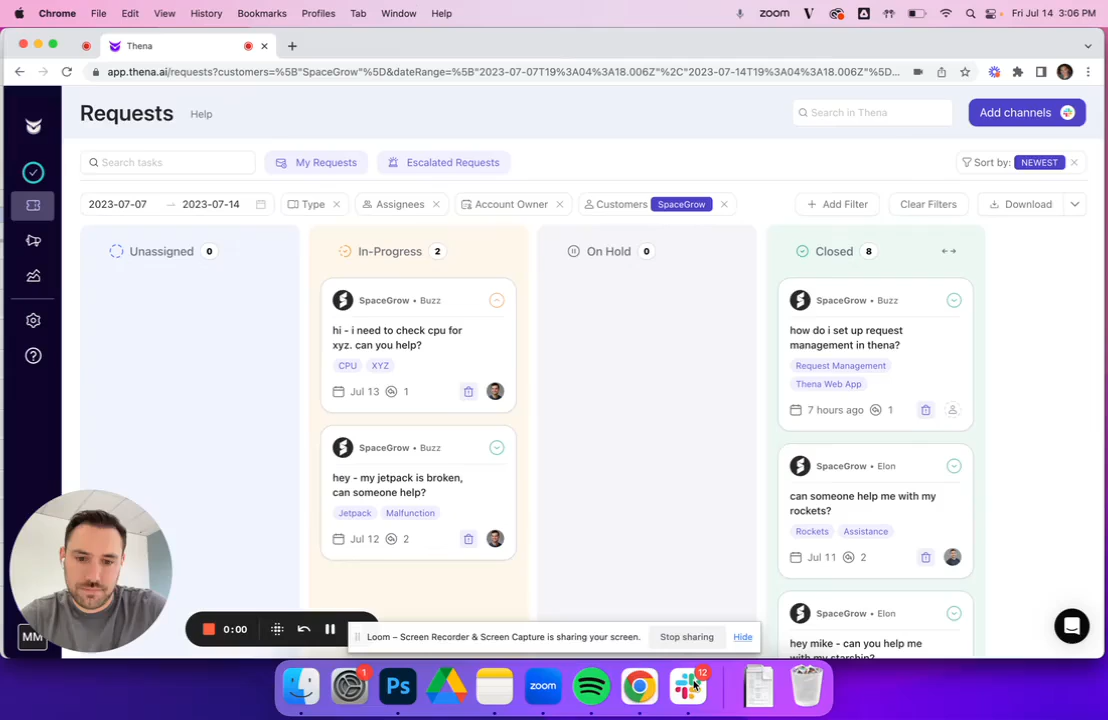 Chrome File Edit View History Bookmarks Profiles Tab Window Help zoom Fri Jul 14 3:06 PM
Thena
app.thena.ai/requests?customers=%5B"SpaceGrow"%5D&dateRange=%5B"2023-07-07T19%3A04%3A18.006Z"%2C"2023-07-14T19%3A04%3A18.006Z"%5D...
Requests Help Search in Thena Add channels
Search tasks My Requests Escalated Requests Sort by: NEWEST
2023-07-07 → 2023-07-14 Type Assignees Account Owner Customers SpaceGrow + Add Filter Clear Filters Download
Unassigned 0
In-Progress 2
On Hold 0
Closed 8
SpaceGrow • Buzz
hi - i need to check cpu for
xyz. can you help?
CPU XYZ
Jul 13 1
SpaceGrow • Buzz
hey - my jetpack is broken,
can someone help?
Jetpack Malfunction
Jul 12 2
SpaceGrow • Buzz
how do i set up request
management in thena?
Request Management
Thena Web App
7 hours ago 1
SpaceGrow • Elon
can someone help me with my
rockets?
Rockets Assistance
Jul 11 2
SpaceGrow • Elon
hey mike - can you help me
with my starship?
MM
0:00
Loom – Screen Recorder & Screen Capture is sharing your screen. Stop sharing Hide
1
Ps
zoom
12